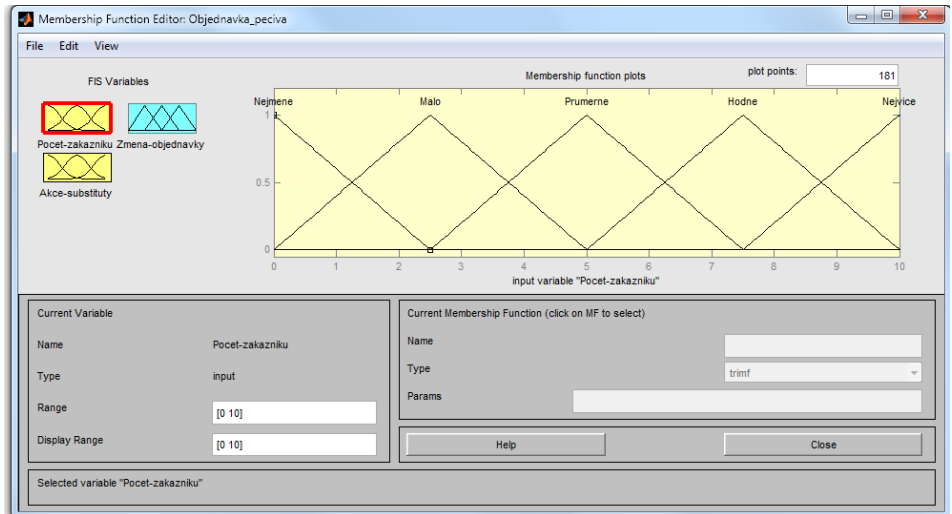 Membership Function Editor: Objednavka_peciva
File Edit View
FIS Variables
Pocet-zakazniku Zmena-objednavky
Akce-substituty
Membership function plots plot points: 181
Nejmene Malo Prumerne Hodne Nejvice
1
0.5
0
0 1 2 3 4 5 6 7 8 9 10
input variable "Pocet-zakazniku"
Current Variable
Name Pocet-zakazniku
Type input
Range [0 10]
Display Range [0 10]
Current Membership Function (click on MF to select)
Name
Type trimf
Params
Help Close
Selected variable "Pocet-zakazniku"